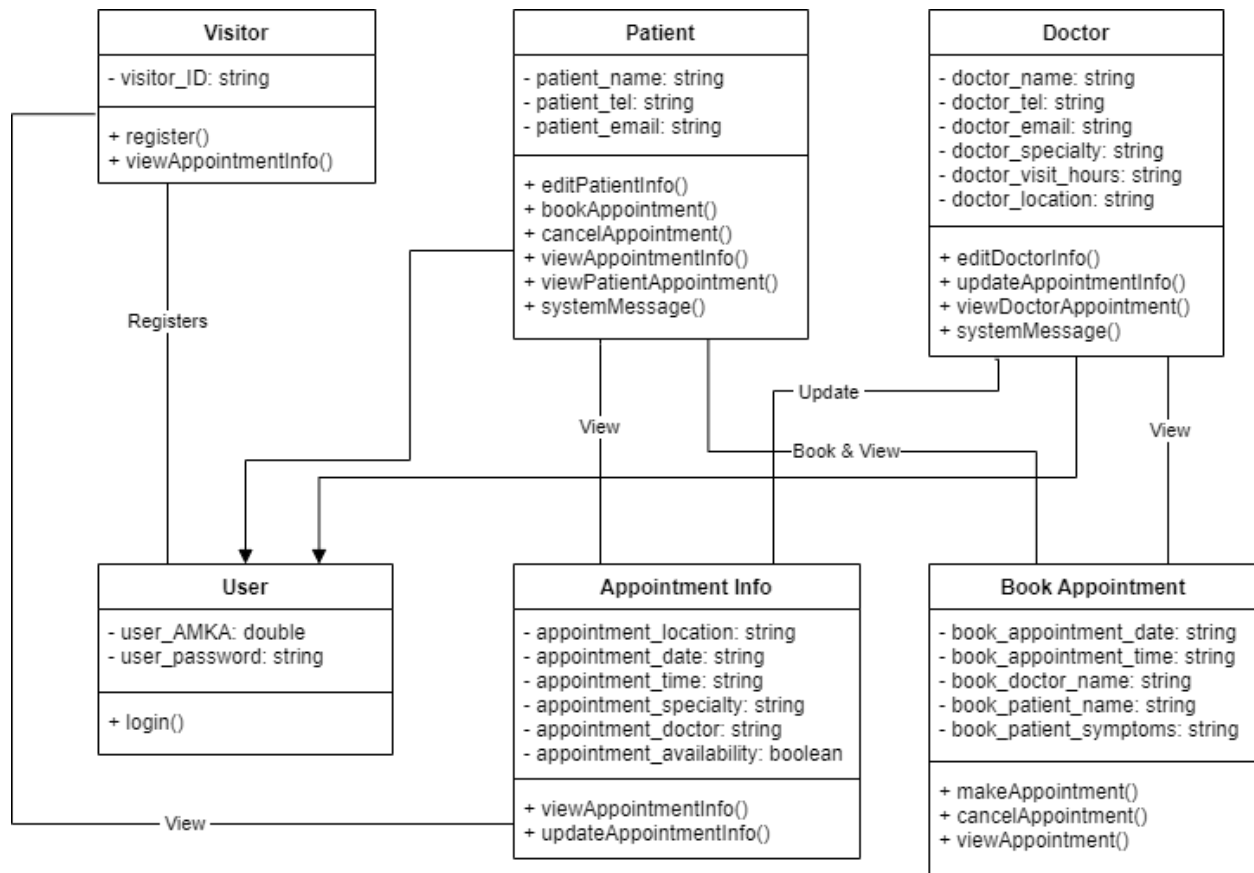 Visitor
- visitor_ID: string
+ register()
+ viewAppointmentInfo()
Patient
- patient_name: string
- patient_tel: string
- patient_email: string
+ editPatientInfo()
+ bookAppointment()
+ cancelAppointment()
+ viewAppointmentInfo()
+ viewPatientAppointment()
+ systemMessage()
Doctor
- doctor_name: string
- doctor_tel: string
- doctor_email: string
- doctor_specialty: string
- doctor_visit_hours: string
- doctor_location: string
+ editDoctorInfo()
+ updateAppointmentInfo()
+ viewDoctorAppointment()
+ systemMessage()
Registers
Update
View
Book & View
View
User
- user_AMKA: double
- user_password: string
+ login()
Appointment Info
- appointment_location: string
- appointment_date: string
- appointment_time: string
- appointment_specialty: string
- appointment_doctor: string
- appointment_availability: boolean
+ viewAppointmentInfo()
+ updateAppointmentInfo()
Book Appointment
- book_appointment_date: string
- book_appointment_time: string
- book_doctor_name: string
- book_patient_name: string
- book_patient_symptoms: string
+ makeAppointment()
+ cancelAppointment()
+ viewAppointment()
View